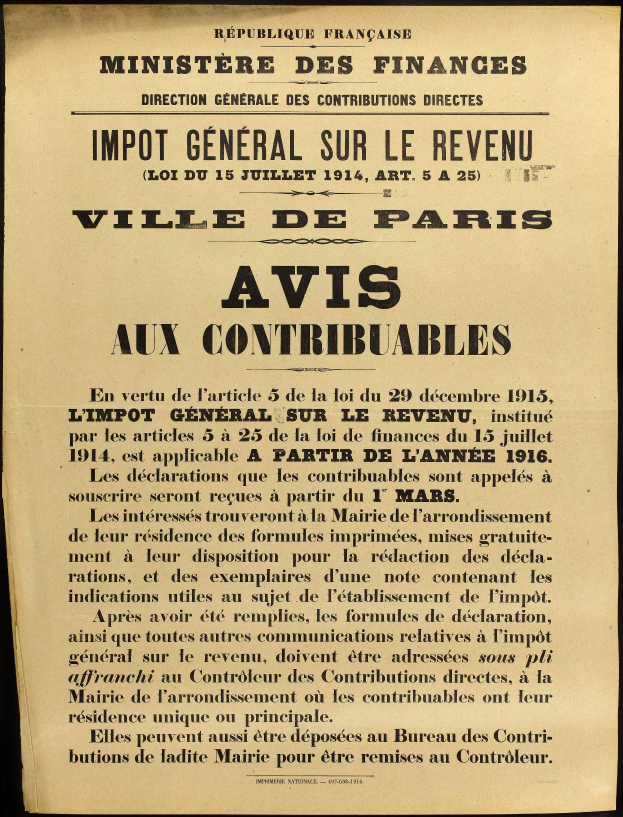 RÉPUBLIQUE FRANÇAISE
MINISTÈRE DES FINANCES
DIRECTION GÉNÉRALE DES CONTRIBUTIONS DIRECTES
IMPOT GÉNÉRAL SUR LE REVENU
(LOI DU 15 JUILLET 1914, ART. 5 A 25)
VILLE DE PARIS
AVIS
AUX CONTRIBUABLES
En vertu de l'article 5 de la loi du 29 décembre 1915,
L'IMPOT GÉNÉRAL SUR LE REVENU, institué
par les articles 5 à 25 de la loi de finances du 15 juillet
1914, est applicable A PARTIR DE L'ANNÉE 1916.
Les déclarations que les contribuables sont appelés à
souscrire seront reçues à partir du 1er MARS.
Les intéressés trouveront à la Mairie de l'arrondissement
de leur résidence des formules imprimées, mises gratuite-
ment à leur disposition pour la rédaction des décla-
rations, et des exemplaires d'une note contenant les
indications utiles au sujet de l'établissement de l'impôt.
Après avoir été remplies, les formules de déclaration,
ainsi que toutes autres communications relatives à l'impôt
général sur le revenu, doivent être adressées sous pli
affranchi au Contrôleur des Contributions directes, à la
Mairie de l'arrondissement où les contribuables ont leur
résidence unique ou principale.
Elles peuvent aussi être déposées au Bureau des Contri-
butions de ladite Mairie pour être remises au Contrôleur.
IMPRIMERIE NATIONALE. — 497-638-1916.